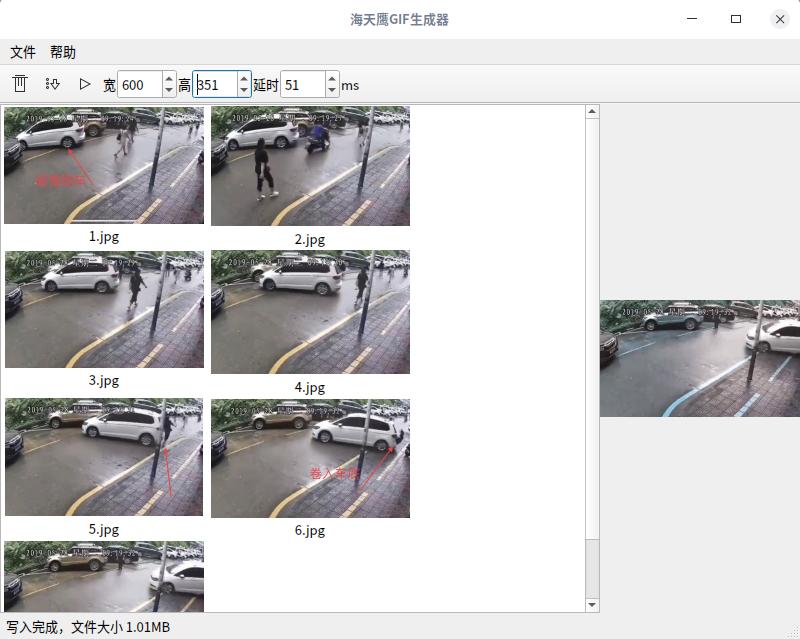 海天鹰GIF生成器
文件 帮助
宽 600 高 351 延时 51 ms
1.jpg
2.jpg
3.jpg
4.jpg
5.jpg
卷入车底
6.jpg
写入完成，文件大小 1.01MB